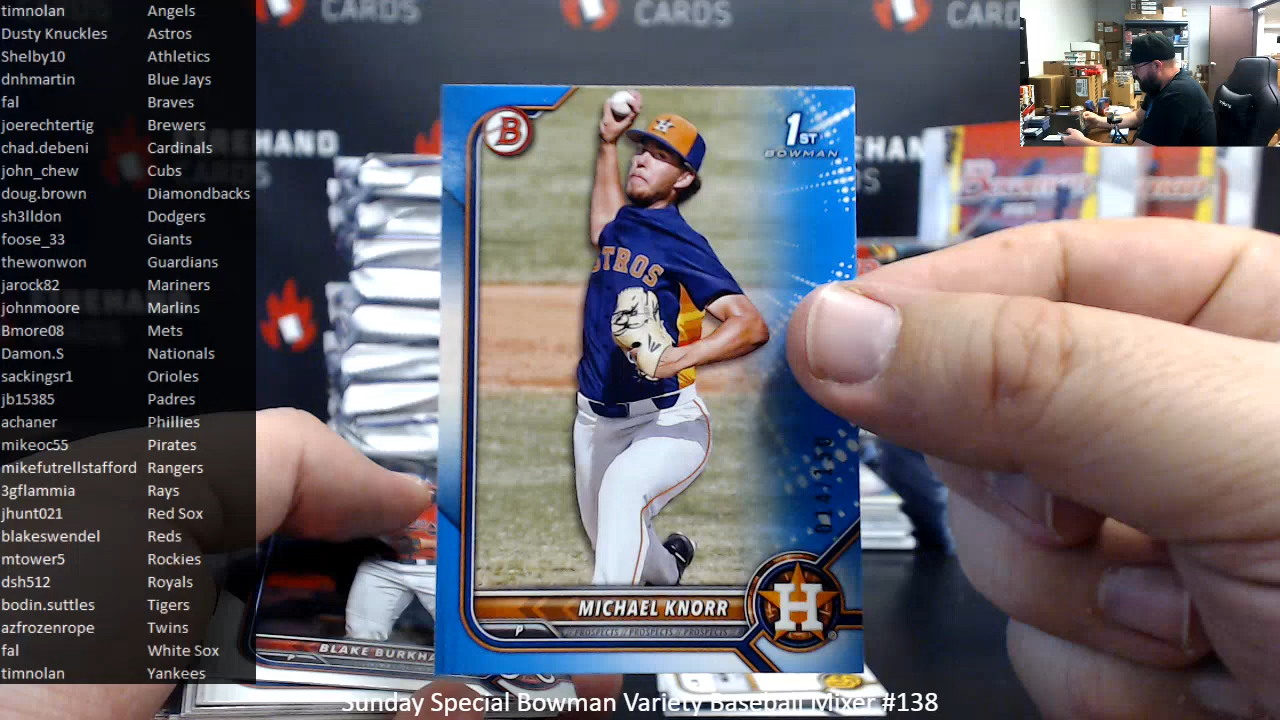 timnolan Angels
Dusty Knuckles Astros
Shelby10 Athletics
dnhmartin Blue Jays
fal Braves
joerechtertig Brewers
chad.debeni Cardinals
john_chew Cubs
doug.brown Diamondbacks
sh3lldon Dodgers
foose_33 Giants
thewonwon Guardians
jarock82 Mariners
johnmoore Marlins
Bmore08 Mets
Damon.S Nationals
sackingsr1 Orioles
jb15385 Padres
achaner Phillies
mikeoc55 Pirates
mikefutrellstafford Rangers
3gflammia Rays
jhunt021 Red Sox
blakeswendel Reds
mtower5 Rockies
dsh512 Royals
bodin.suttles Tigers
azfrozenrope Twins
fal White Sox
timnolan Yankees
CARDS
CARDS
CARD
HAND
B
1ST
BOWMAN
Bowman
STROS
MICHAEL KNORR
P PROSPECTS // PROSPECTS // PROSPECTS
H
BLAKE BURKHA
P
Sunday Special Bowman Variety Baseball Mixer #138